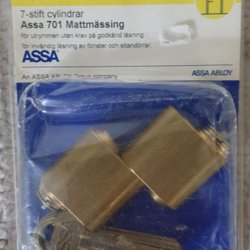 F1
7-stift cylindrar
Assa 701 Mattmässing
för utrymmen utan krav på godkänd låsning
för invändig låsning av fönster och altandörrar.
ASSA
ASSA ABLOY
An ASSA ABLOY Group company